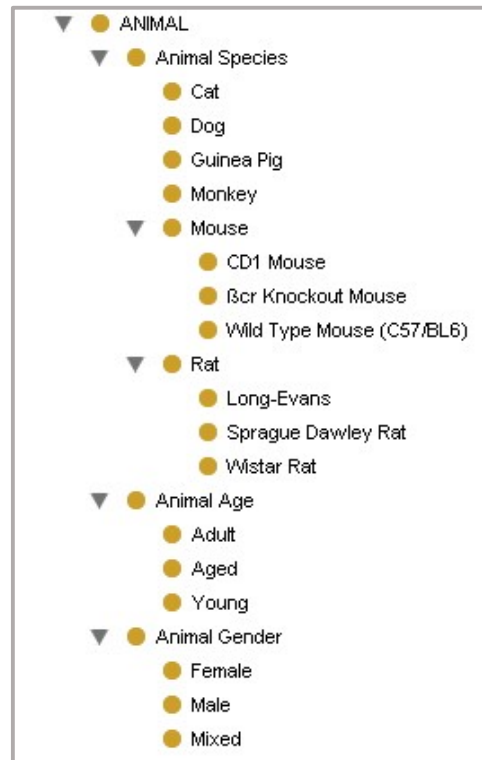 ANIMAL
Animal Species
Cat
Dog
Guinea Pig
Monkey
Mouse
CD1 Mouse
ßcr Knockout Mouse
Wild Type Mouse (C57/BL6)
Rat
Long-Evans
Sprague Dawley Rat
Wistar Rat
Animal Age
Adult
Aged
Young
Animal Gender
Female
Male
Mixed